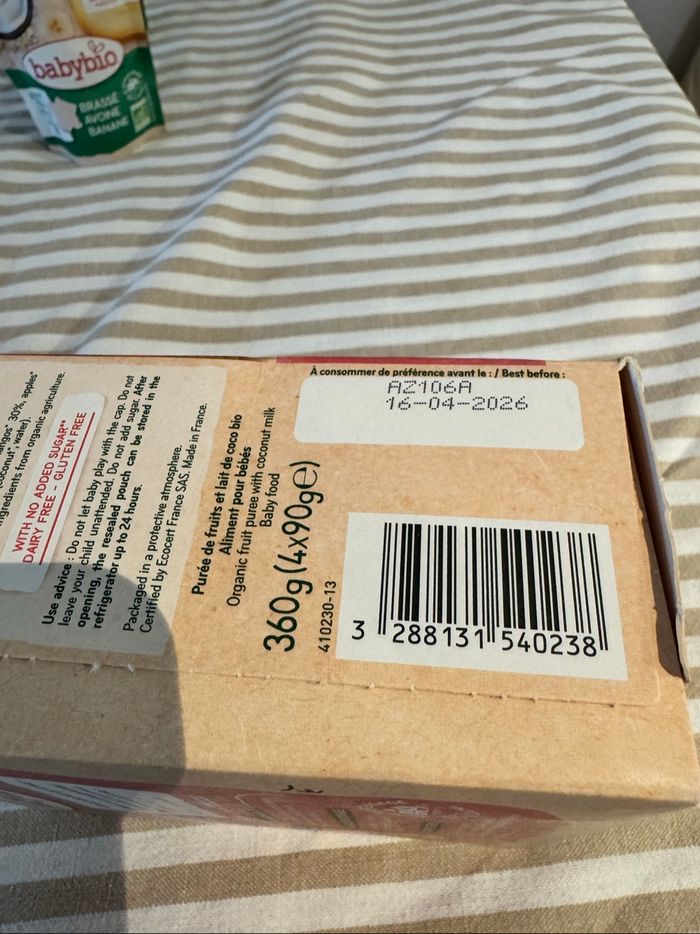 babybio
BRASSÉ
AVOINE
BANANE
30%, apples*
water).
ingredients from organic agriculture.
WITH NO ADDED SUGAR**
DAIRY FREE - GLUTEN FREE
Use advice : Do not let baby play with the cap. Do not
leave your child unattended. Do not add sugar. After
opening, the resealed pouch can be stored in the
refrigerator up to 24 hours.
Packaged in a protective atmosphere.
Certified by Ecocert France SAS. Made in France.
Purée de fruits et lait de coco bio
Aliment pour bébés
Organic fruit puree with coconut milk
Baby food
360g (4x90g℮)
410230-13
À consommer de préférence avant le : / Best before :
AZ106A
16-04-2026
3 288131 540238